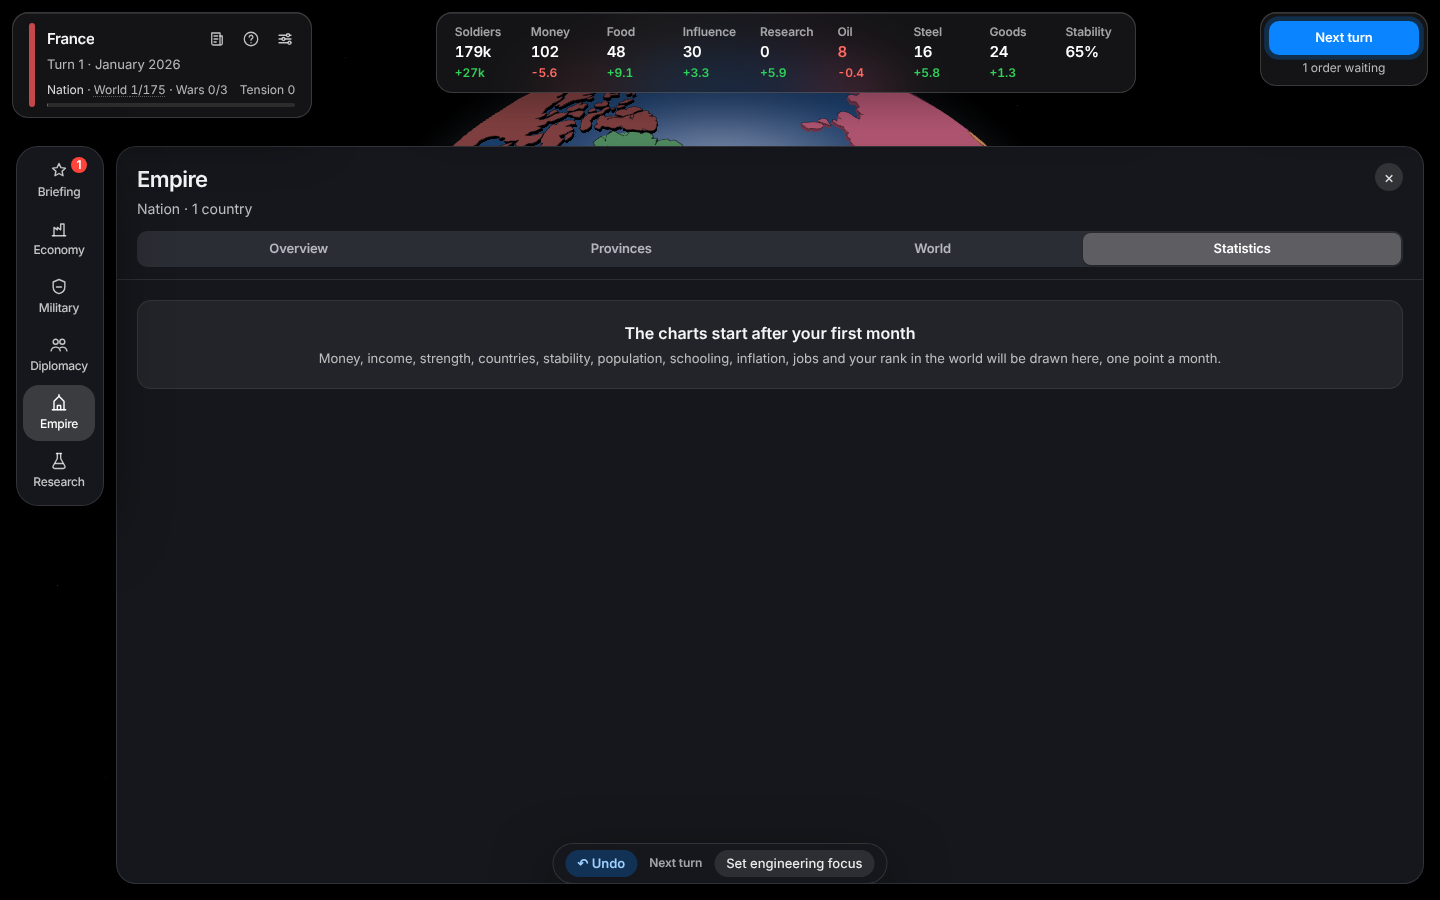 France
Turn 1 · January 2026
Nation · World 1/175 · Wars 0/3 Tension 0
Soldiers Money Food Influence Research Oil Steel Goods Stability
179k 102 48 30 0 8 16 24 65%
+27k -5.6 +9.1 +3.3 +5.9 -0.4 +5.8 +1.3
Next turn
1 order waiting
1
Briefing
Economy
Military
Diplomacy
Empire
Research
Empire
Nation · 1 country
Overview Provinces World Statistics
The charts start after your first month
Money, income, strength, countries, stability, population, schooling, inflation, jobs and your rank in the world will be drawn here, one point a month.
↶ Undo Next turn Set engineering focus